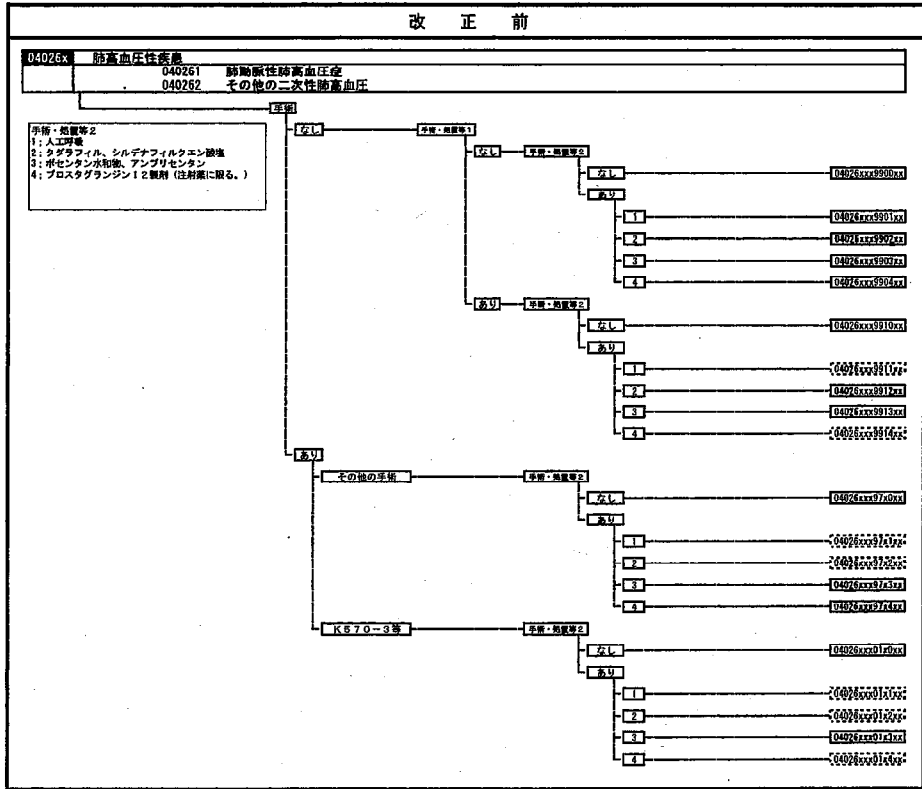 改正前
04026x 肺高血圧性疾患
040261 肺動脈性肺高血圧症
040262 その他の二次性肺高血圧
手術
手術・処置等2
1；人工呼吸
2；タダラフィル、シルデナフィルクエン酸塩
3；ボセンタン水和物、アンブリセンタン
4；プロスタグランジンI2製剤（注射薬に限る。）
なし 手術・処置等1
なし 手術・処置等2
なし 04026xxx9900xx
あり
1 04026xxx9901xx
2 04026xxx9902xx
3 04026xxx9903xx
4 04026xxx9904xx
あり 手術・処置等2
なし 04026xxx9910xx
あり
1 04026xxx9911xx
2 04026xxx9912xx
3 04026xxx9913xx
4 04026xxx9914xx
あり
その他の手術 手術・処置等2
なし 04026xxx97x0xx
あり
1 04026xxx97x1xx
2 04026xxx97x2xx
3 04026xxx97x3xx
4 04026xxx97x4xx
K570-3等 手術・処置等2
なし 04026xxx01x0xx
あり
1 04026xxx01x1xx
2 04026xxx01x2xx
3 04026xxx01x3xx
4 04026xxx01x4xx